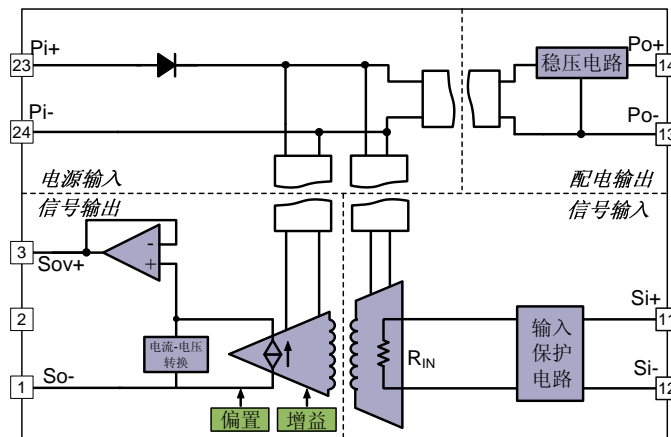 Pi+
23
Pi-
24
Po+
稳压电路
14
Po-
13
电源输入
配电输出
信号输出
信号输入
-
+
3
Sov+
2
电流-电压
转换
1
So-
偏置
增益
R_IN
输入
保护
电路
Si+
11
Si-
12